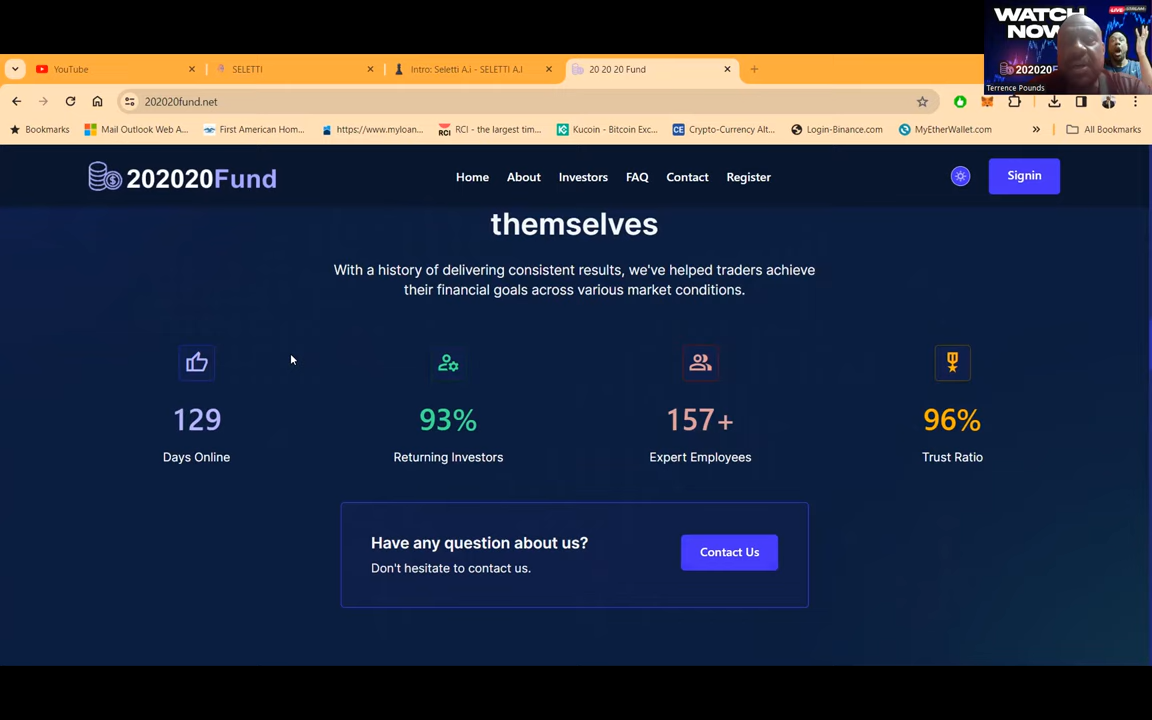 WATCH
NOW
LIVE STREAM
202020F
Terrence Pounds
YouTube
SELETTI
Intro: Seletti A.i - SELETTI A.I
20 20 20 Fund
202020fund.net
Bookmarks
Mail Outlook Web A...
First American Hom...
https://www.myloan...
RCI - the largest tim...
Kucoin - Bitcoin Exc...
Crypto-Currency Alt...
Login-Binance.com
MyEtherWallet.com
All Bookmarks
202020Fund
Home
About
Investors
FAQ
Contact
Register
Signin
themselves
With a history of delivering consistent results, we've helped traders achieve
their financial goals across various market conditions.
129
Days Online
93%
Returning Investors
157+
Expert Employees
96%
Trust Ratio
Have any question about us?
Don't hesitate to contact us.
Contact Us